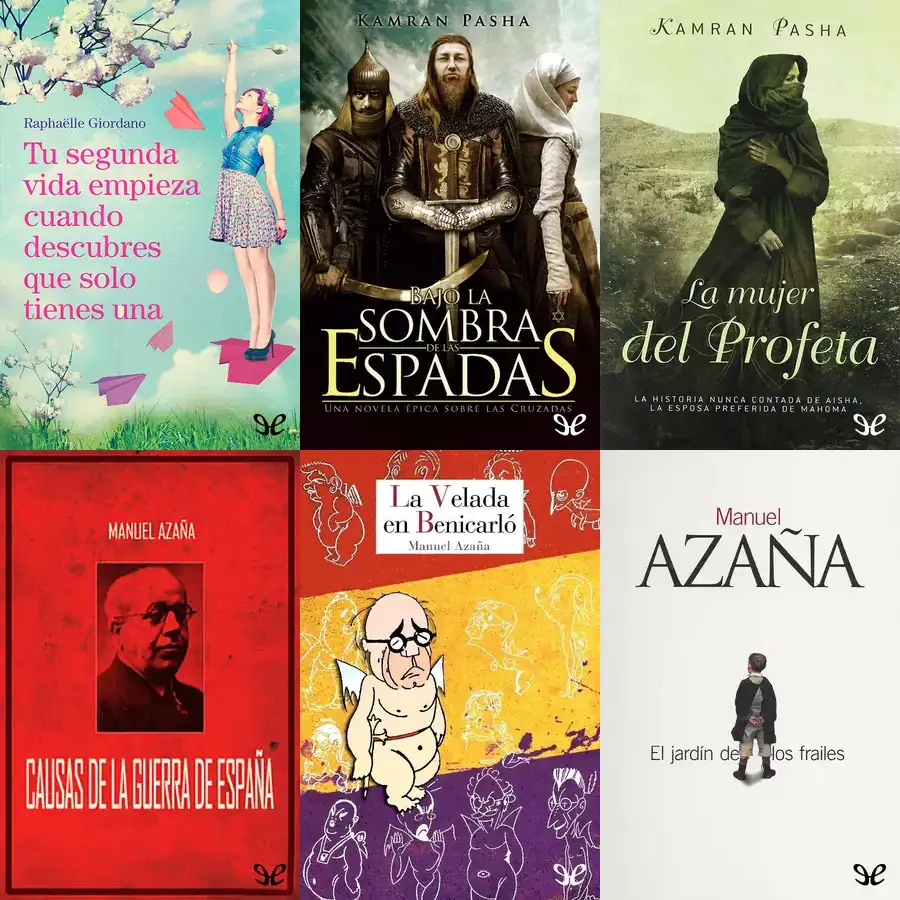 Raphaëlle Giordano
Tu segunda
vida empieza
cuando
descubres
que solo
tienes una
KAMRAN PASHA
BAJO LA
SOMBRA
DE LAS
ESPADAS
UNA NOVELA ÉPICA SOBRE LAS CRUZADAS
KAMRAN PASHA
La mujer
del Profeta
LA HISTORIA NUNCA CONTADA DE AISHA,
LA ESPOSA PREFERIDA DE MAHOMA
MANUEL AZAÑA
CAUSAS DE LA GUERRA DE ESPAÑA
La Velada
en Benicarló
Manuel Azaña
Manuel
AZAÑA
El jardín de los frailes